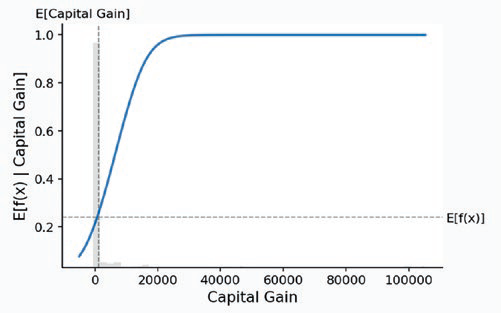 E[Capital Gain]
1.0
0.8
0.6
0.4
0.2
E[f(x) | Capital Gain]
E[f(x)]
0 20000 40000 60000 80000 100000
Capital Gain